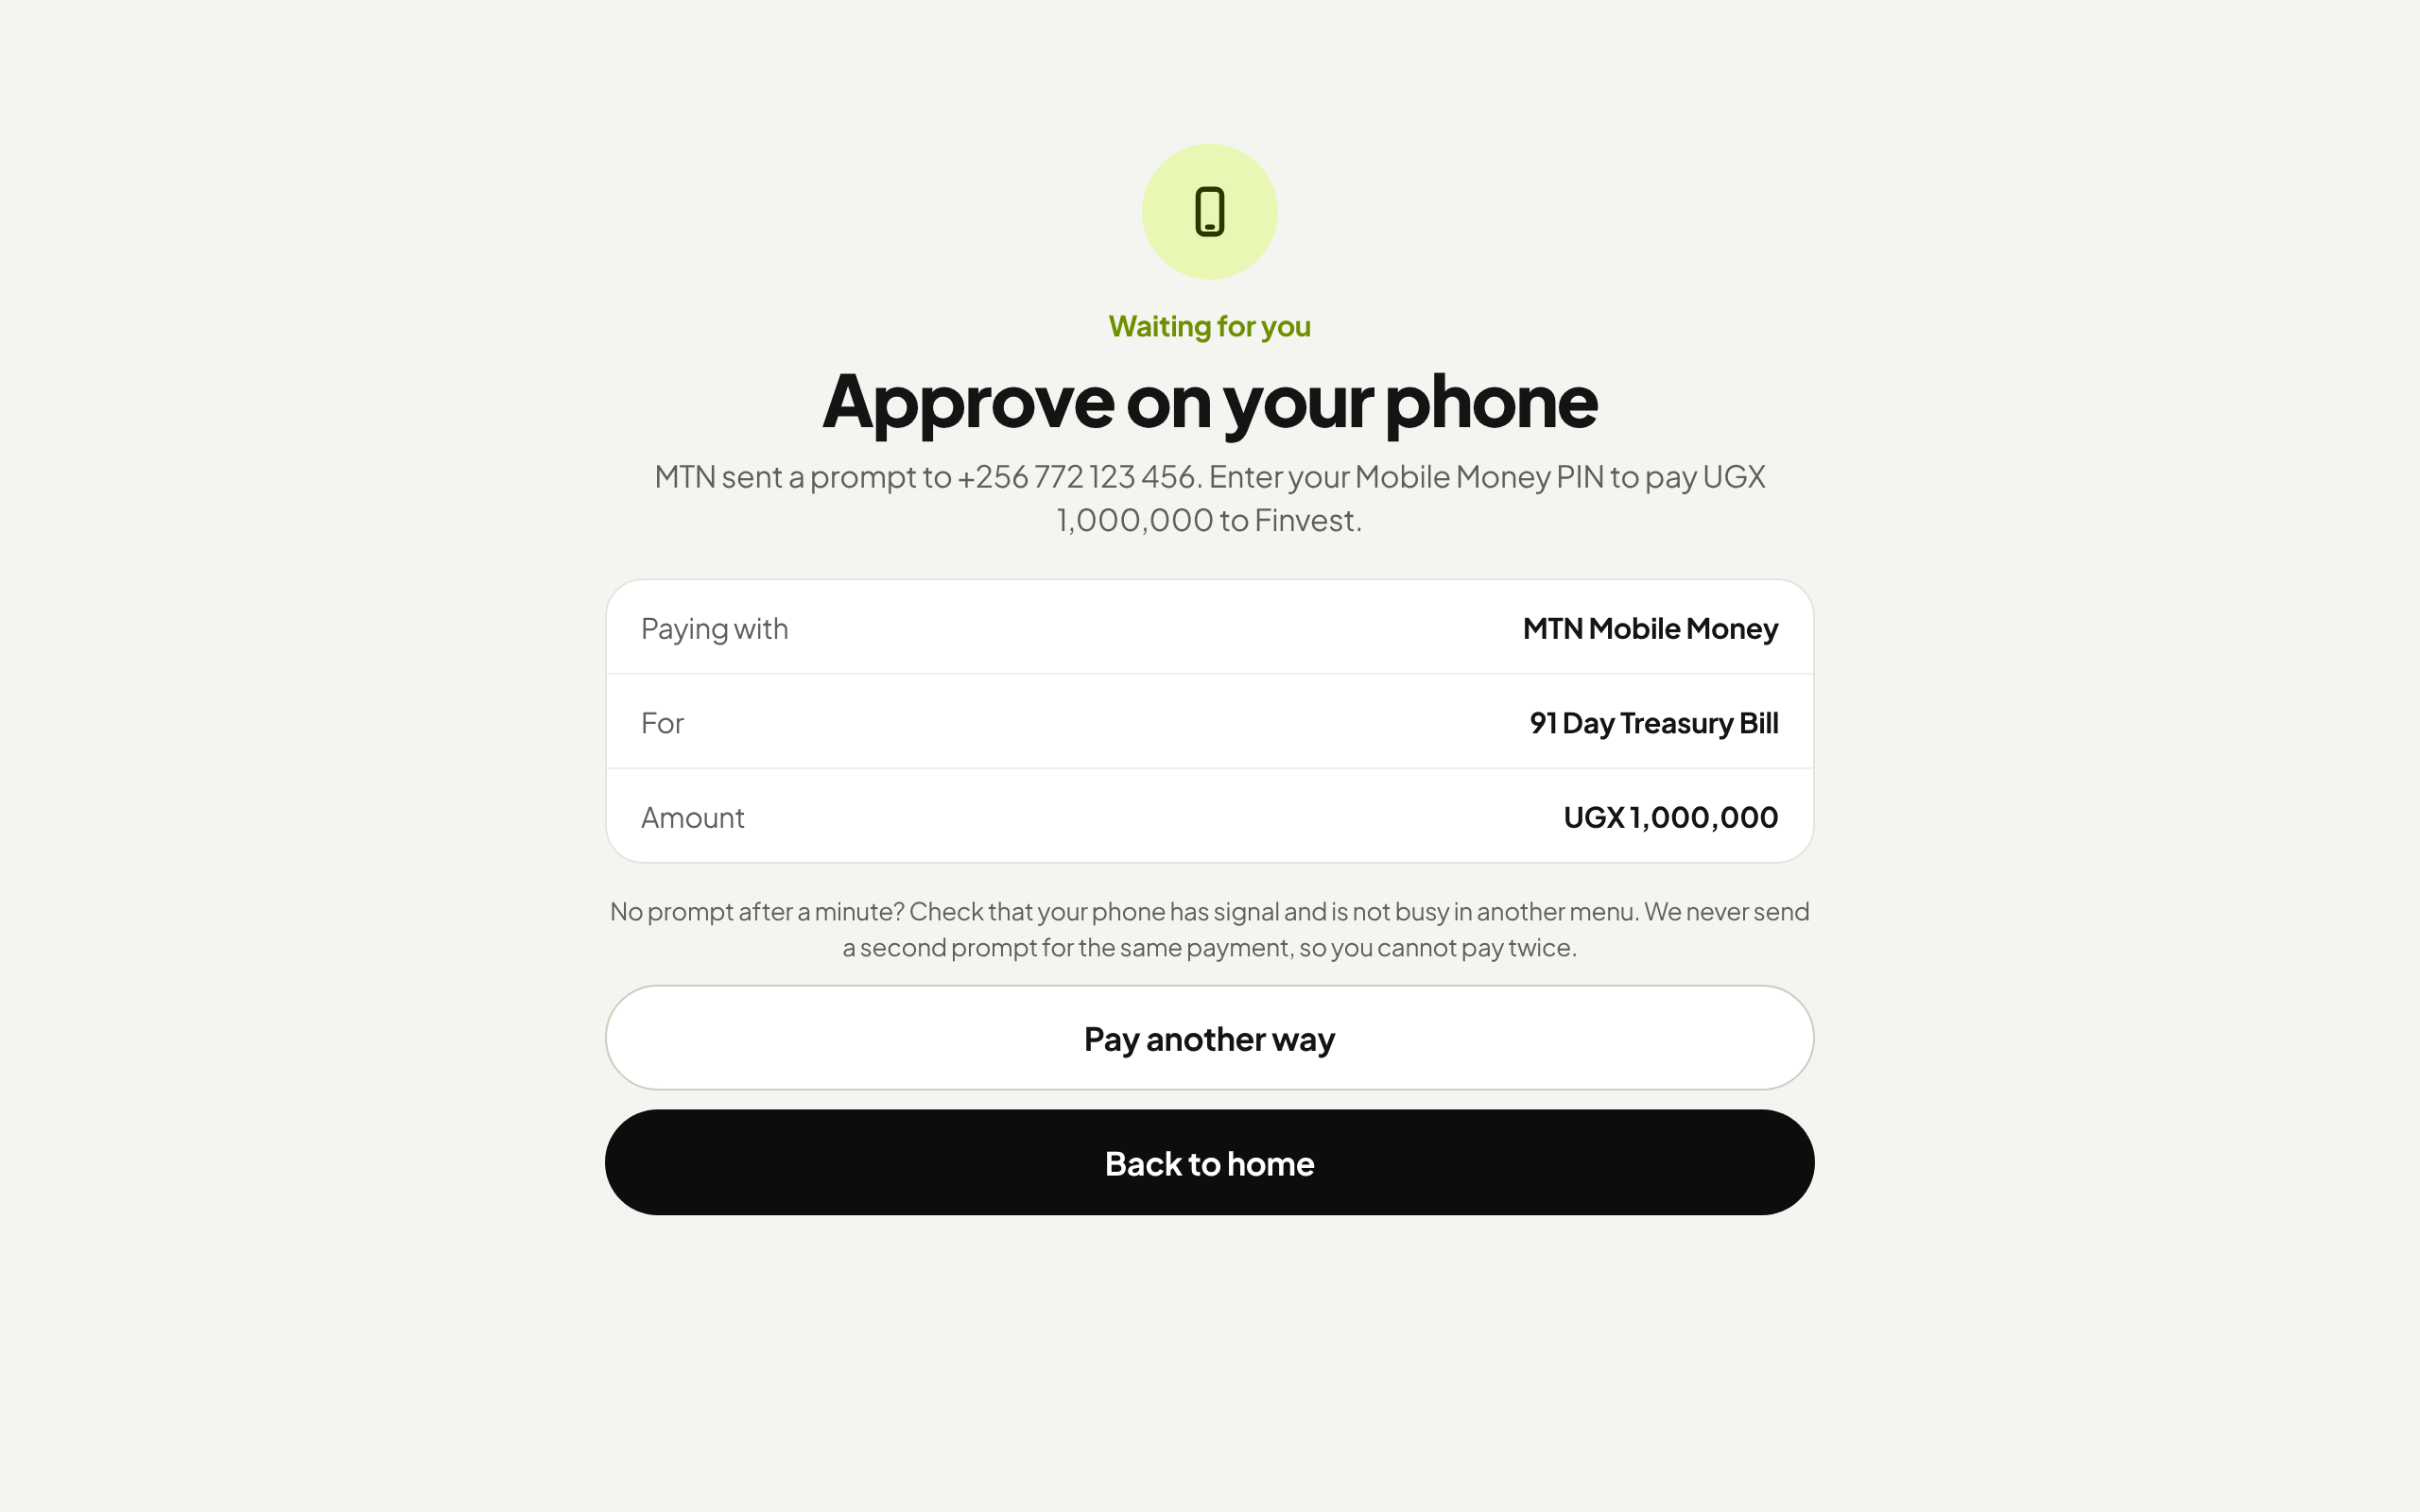 Waiting for you
Approve on your phone
MTN sent a prompt to +256 772 123 456. Enter your Mobile Money PIN to pay UGX
1,000,000 to Finvest.
Paying with MTN Mobile Money
For 91 Day Treasury Bill
Amount UGX 1,000,000
No prompt after a minute? Check that your phone has signal and is not busy in another menu. We never send
a second prompt for the same payment, so you cannot pay twice.
Pay another way
Back to home